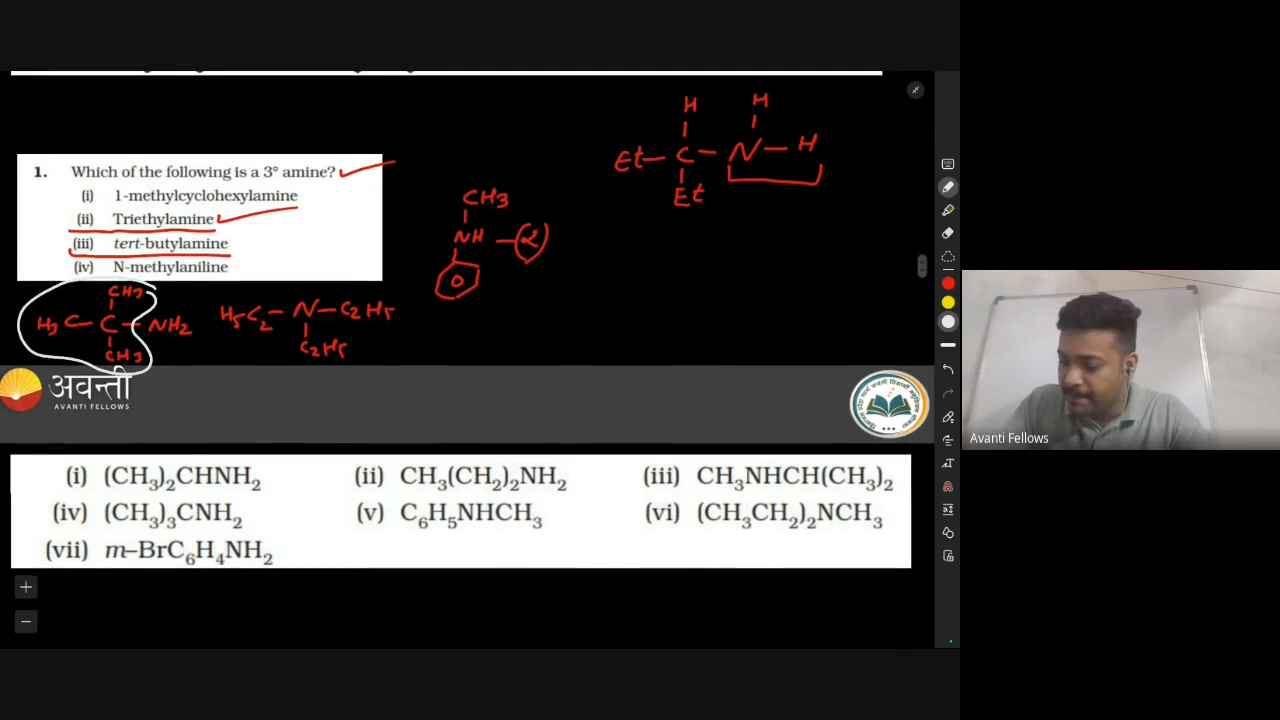 1. Which of the following is a 3° amine?
(i) 1-methylcyclohexylamine
(ii) Triethylamine
(iii) tert-butylamine
(iv) N-methylaniline
H
H
Et–C–N–H
Et
CH3
NH–(2)
CH3
H3C–C–NH2
CH3
H5C2–N–C2H5
C2H5
अवन्ती
AVANTI FELLOWS
Avanti Fellows
(i) (CH₃)₂CHNH₂ (ii) CH₃(CH₂)₂NH₂ (iii) CH₃NHCH(CH₃)₂
(iv) (CH₃)₃CNH₂ (v) C₆H₅NHCH₃ (vi) (CH₃CH₂)₂NCH₃
(vii) m–BrC₆H₄NH₂